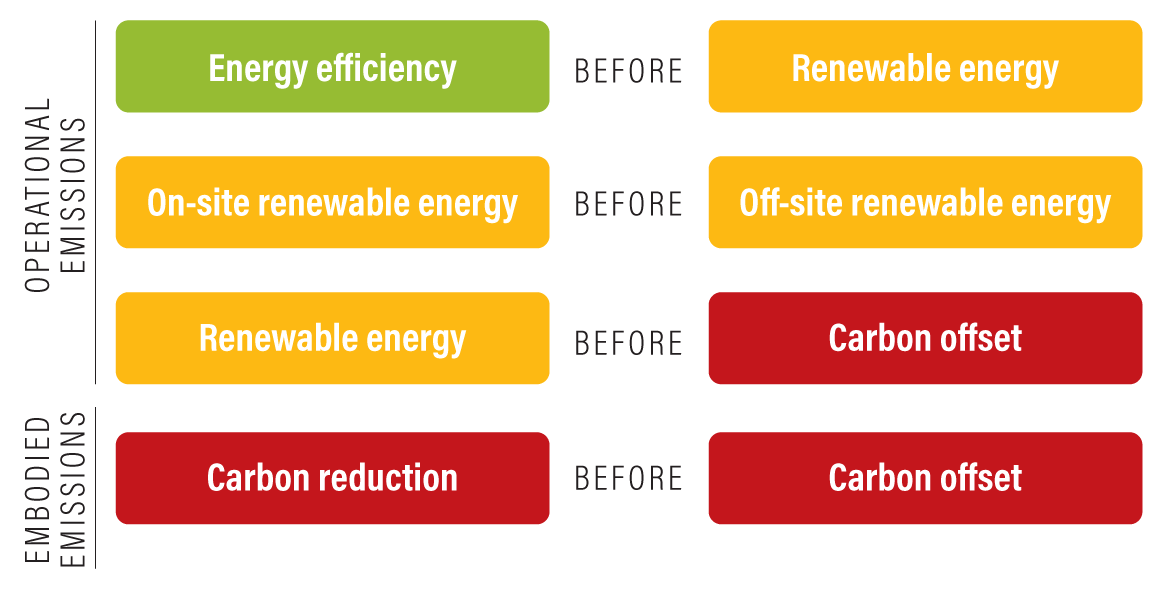 OPERATIONAL
EMISSIONS
Energy efficiency BEFORE Renewable energy
On-site renewable energy BEFORE Off-site renewable energy
Renewable energy BEFORE Carbon offset
EMBODIED
EMISSIONS
Carbon reduction BEFORE Carbon offset